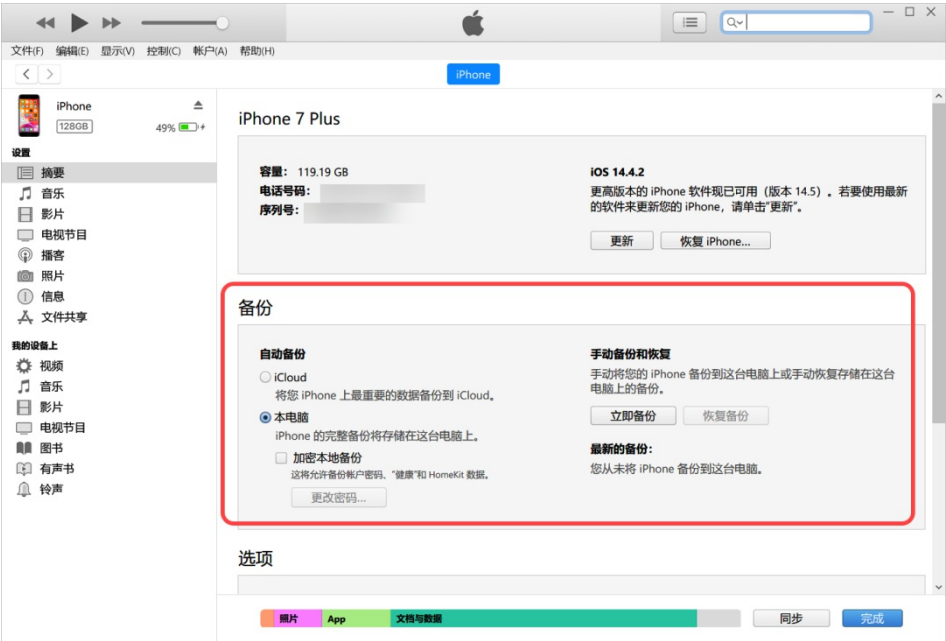 文件(F) 编辑(E) 显示(V) 控制(C) 帐户(A) 帮助(H)
iPhone
iPhone
128GB
49%
设置
摘要
音乐
影片
电视节目
播客
照片
信息
文件共享
我的设备上
视频
音乐
影片
电视节目
图书
有声书
铃声
iPhone 7 Plus
容量： 119.19 GB
电话号码：
序列号：
iOS 14.4.2
更高版本的 iPhone 软件现已可用（版本 14.5）。若要使用最新
的软件来更新您的 iPhone，请单击“更新”。
更新
恢复 iPhone...
备份
自动备份
iCloud
将您 iPhone 上最重要的数据备份到 iCloud。
本电脑
iPhone 的完整备份将存储在这台电脑上。
加密本地备份
这将允许备份帐户密码、“健康”和 HomeKit 数据。
更改密码...
手动备份和恢复
手动将您的 iPhone 备份到这台电脑上或手动恢复存储在这台
电脑上的备份。
立即备份
恢复备份
最新的备份：
您从未将 iPhone 备份到这台电脑。
选项
照片
App
文档与数据
同步
完成